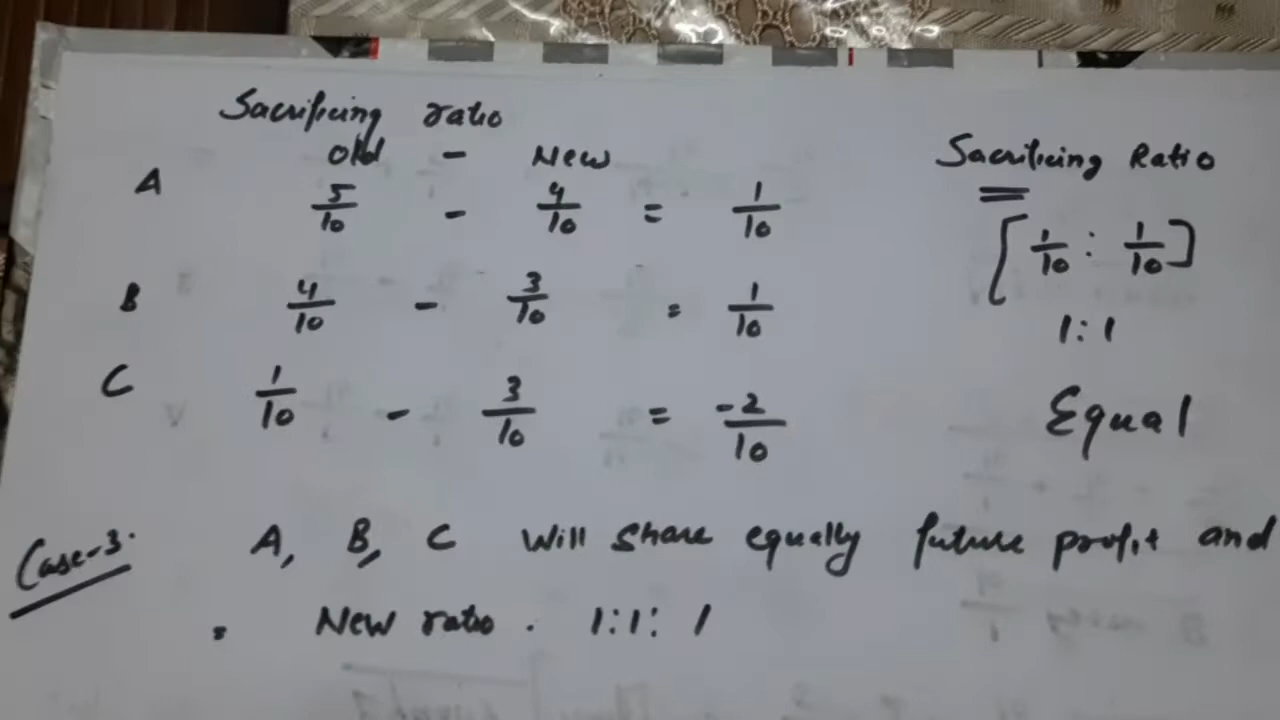 Sacrificing ratio
Old - New
A 5/10 - 4/10 = 1/10
B 4/10 - 3/10 = 1/10
C 1/10 - 3/10 = -2/10
Sacrificing Ratio
[1/10 : 1/10]
1:1
Equal
Case-3. A, B, C Will share equally future profit and
New ratio. 1:1:1